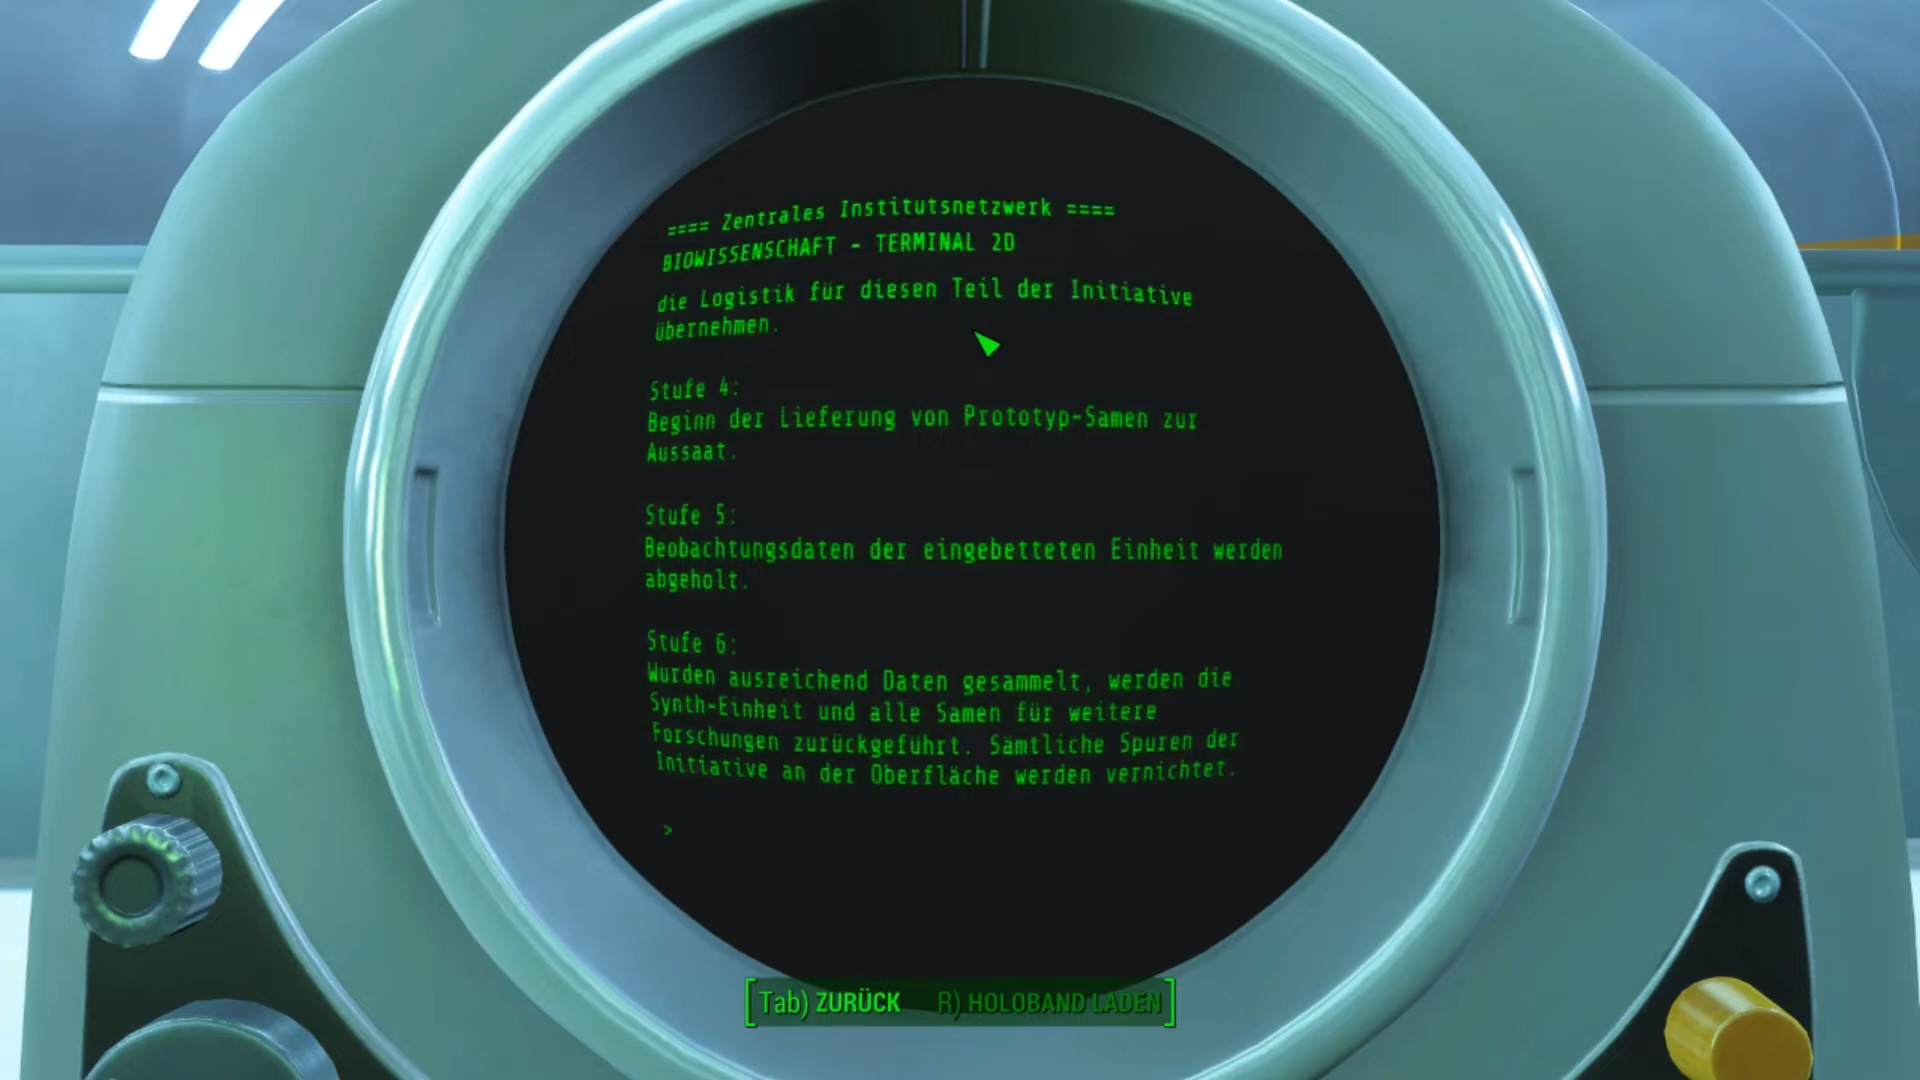 ==== Zentrales Institutsnetzwerk ====
BIOWISSENSCHAFT - TERMINAL 2D
die Logistik für diesen Teil der Initiative
übernehmen.
Stufe 4:
Beginn der Lieferung von Prototyp-Samen zur
Aussaat.
Stufe 5:
Beobachtungsdaten der eingebetteten Einheit werden
abgeholt.
Stufe 6:
Wurden ausreichend Daten gesammelt, werden die
Synth-Einheit und alle Samen für weitere
Forschungen zurückgeführt. Sämtliche Spuren der
Initiative an der Oberfläche werden vernichtet.
>
[Tab) ZURÜCK R) HOLOBAND LADEN]